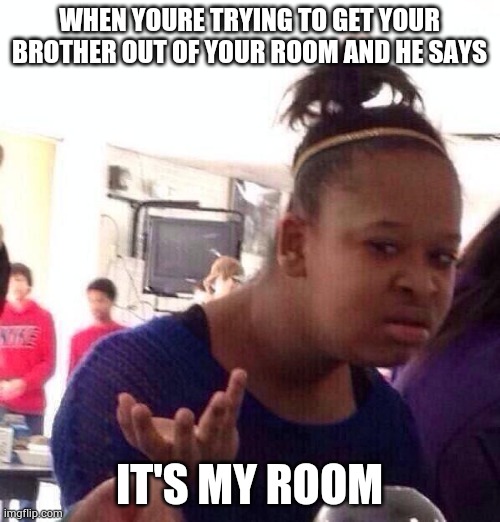 WHEN YOURE TRYING TO GET YOUR
BROTHER OUT OF YOUR ROOM AND HE SAYS
IT'S MY ROOM
imgflip.com